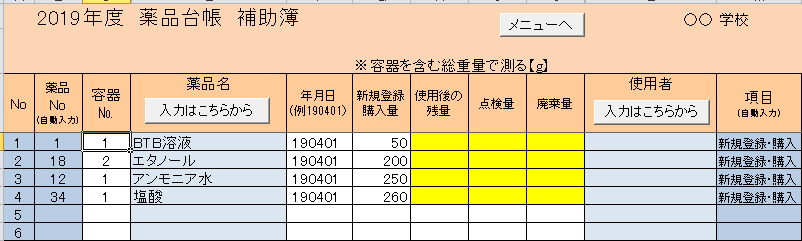 2019年度 薬品台帳 補助簿 メニューへ 〇〇 学校
※容器を含む総重量で測る【g】
No 薬品No(自動入力) 容器No. 薬品名 入力はこちらから 年月日(例190401) 新規登録購入量 使用後の残量 点検量 廃棄量 使用者 入力はこちらから 項目(自動入力)
1 1 1 BTB溶液 190401 50 新規登録・購入
2 18 2 エタノール 190401 200 新規登録・購入
3 12 1 アンモニア水 190401 250 新規登録・購入
4 34 1 塩酸 190401 260 新規登録・購入
5
6